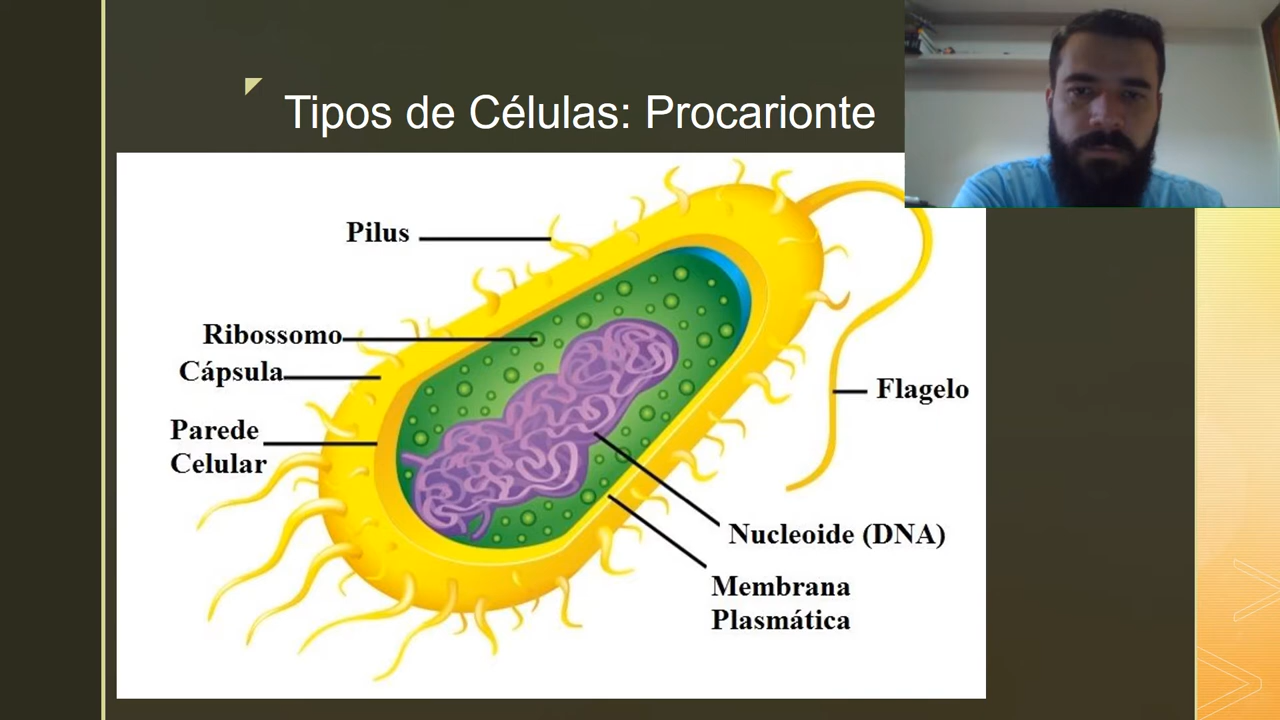 Tipos de Células: Procarionte
Pilus
Ribossomo
Cápsula
Parede
Celular
Flagelo
Nucleoide (DNA)
Membrana
Plasmática